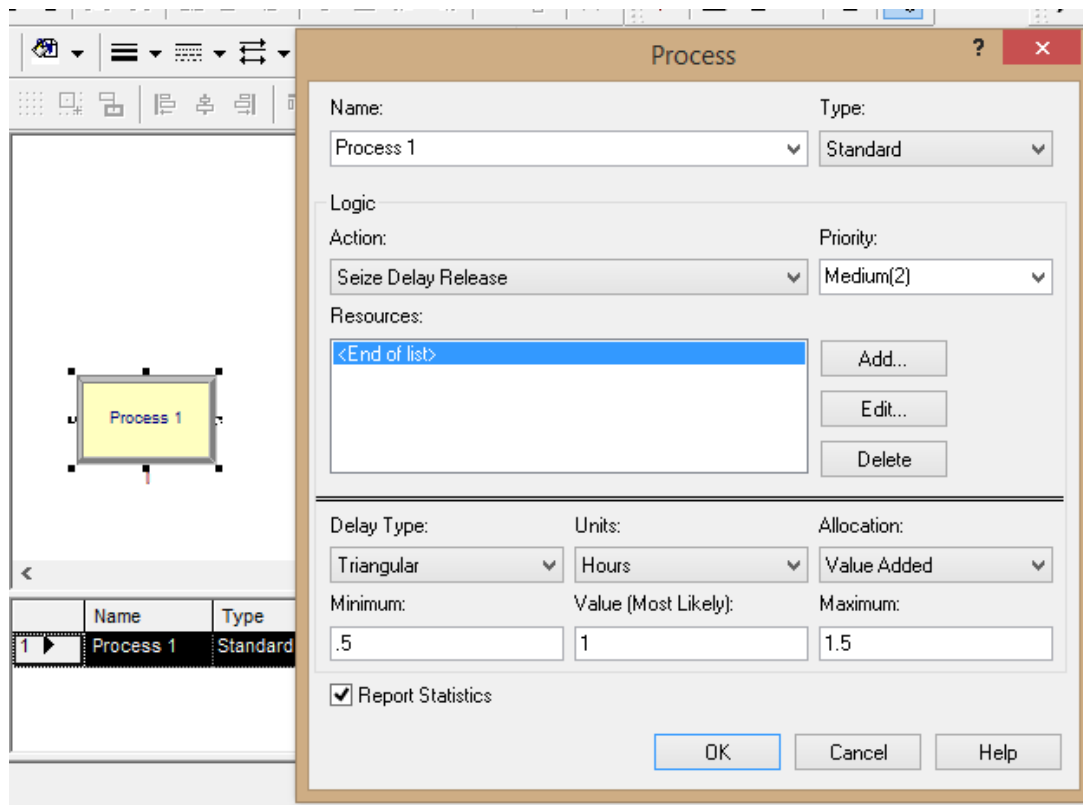 Process
?
Name: Type:
Process 1 Standard
Logic
Action: Priority:
Seize Delay Release Medium(2)
Resources:
<End of list>
Add...
Edit...
Delete
Delay Type: Units: Allocation:
Triangular Hours Value Added
Minimum: Value (Most Likely): Maximum:
.5 1 1.5
Report Statistics
OK Cancel Help
Process 1
Name Type
1 Process 1 Standard